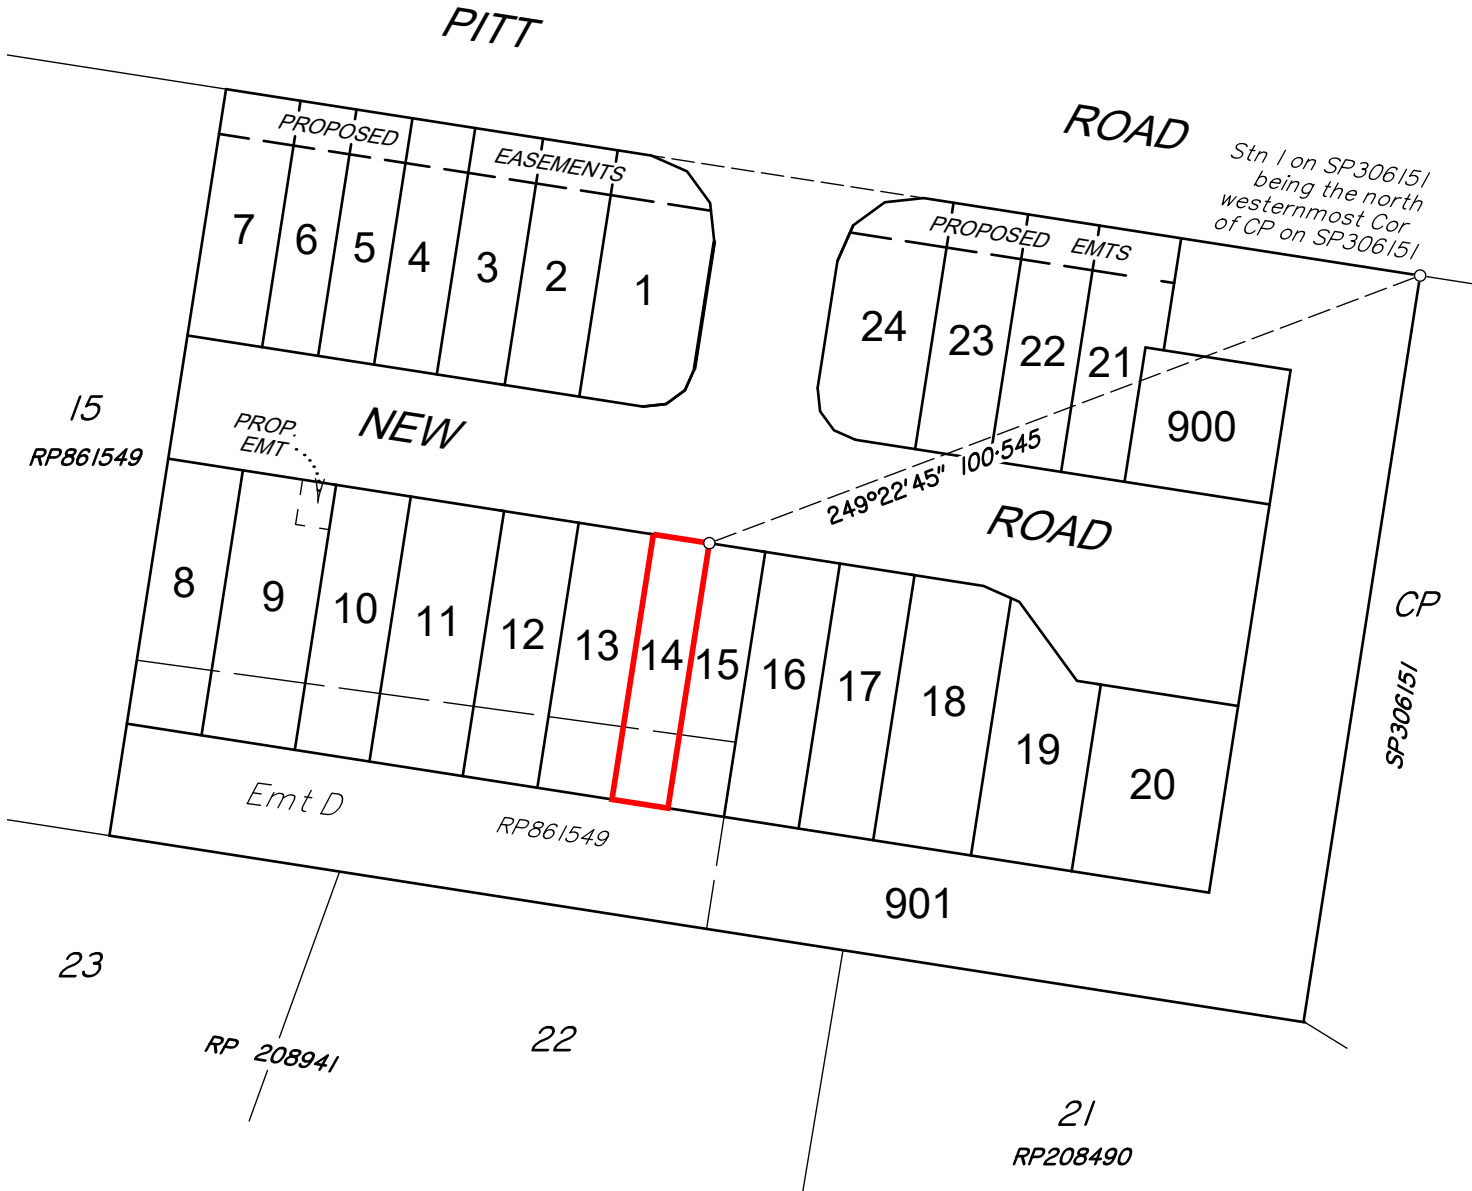 PITT
ROAD
Stn 1 on SP306151
being the north
westernmost Cor
of CP on SP306151
PROPOSED
EASEMENTS
PROPOSED EMTS
7
6
5
4
3
2
1
24
23
22
21
900
15
RP861549
PROP.
EMT
NEW
249°22'45" 100·545
ROAD
8
9
10
11
12
13
14
15
16
17
18
19
20
CP
SP306151
Emt D
RP861549
901
23
22
RP 208941
21
RP208490